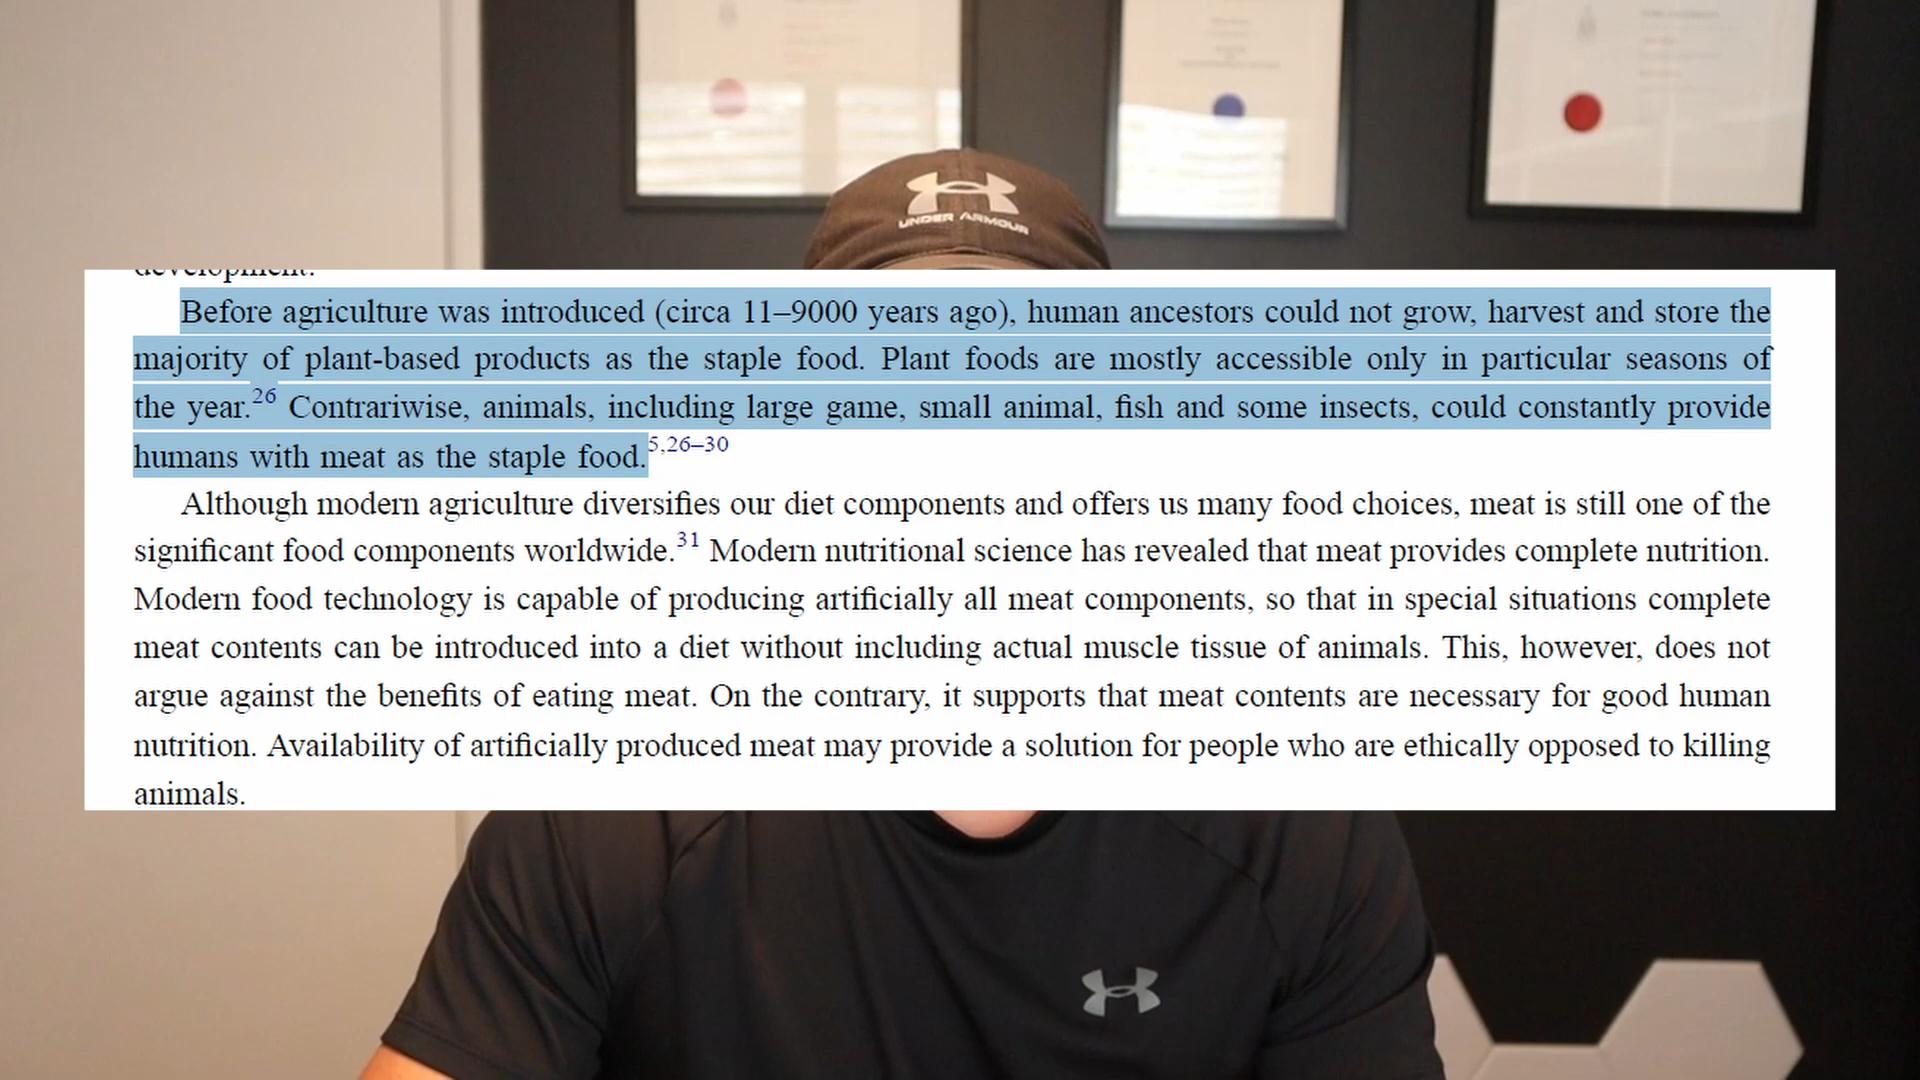 UNDER ARMOUR
development.
Before agriculture was introduced (circa 11–9000 years ago), human ancestors could not grow, harvest and store the
majority of plant-based products as the staple food. Plant foods are mostly accessible only in particular seasons of
the year.26 Contrariwise, animals, including large game, small animal, fish and some insects, could constantly provide
humans with meat as the staple food.5,26–30
Although modern agriculture diversifies our diet components and offers us many food choices, meat is still one of the
significant food components worldwide.31 Modern nutritional science has revealed that meat provides complete nutrition.
Modern food technology is capable of producing artificially all meat components, so that in special situations complete
meat contents can be introduced into a diet without including actual muscle tissue of animals. This, however, does not
argue against the benefits of eating meat. On the contrary, it supports that meat contents are necessary for good human
nutrition. Availability of artificially produced meat may provide a solution for people who are ethically opposed to killing
animals.